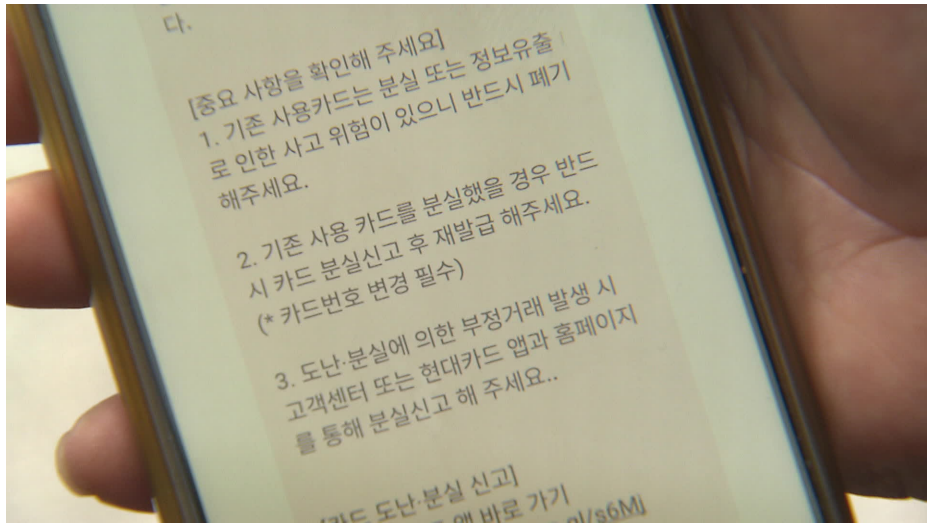 다.
[중요 사항을 확인해 주세요]
1. 기존 사용카드는 분실 또는 정보유출
로 인한 사고 위험이 있으니 반드시 폐기
해주세요.
2. 기존 사용 카드를 분실했을 경우 반드
시 카드 분실신고 후 재발급 해주세요.
(* 카드번호 변경 필수)
3. 도난·분실에 의한 부정거래 발생 시
고객센터 또는 현대카드 앱과 홈페이지
를 통해 분실신고 해 주세요..
[카드 도난·분실 신고]
앱 바로 가기
/s6Mj